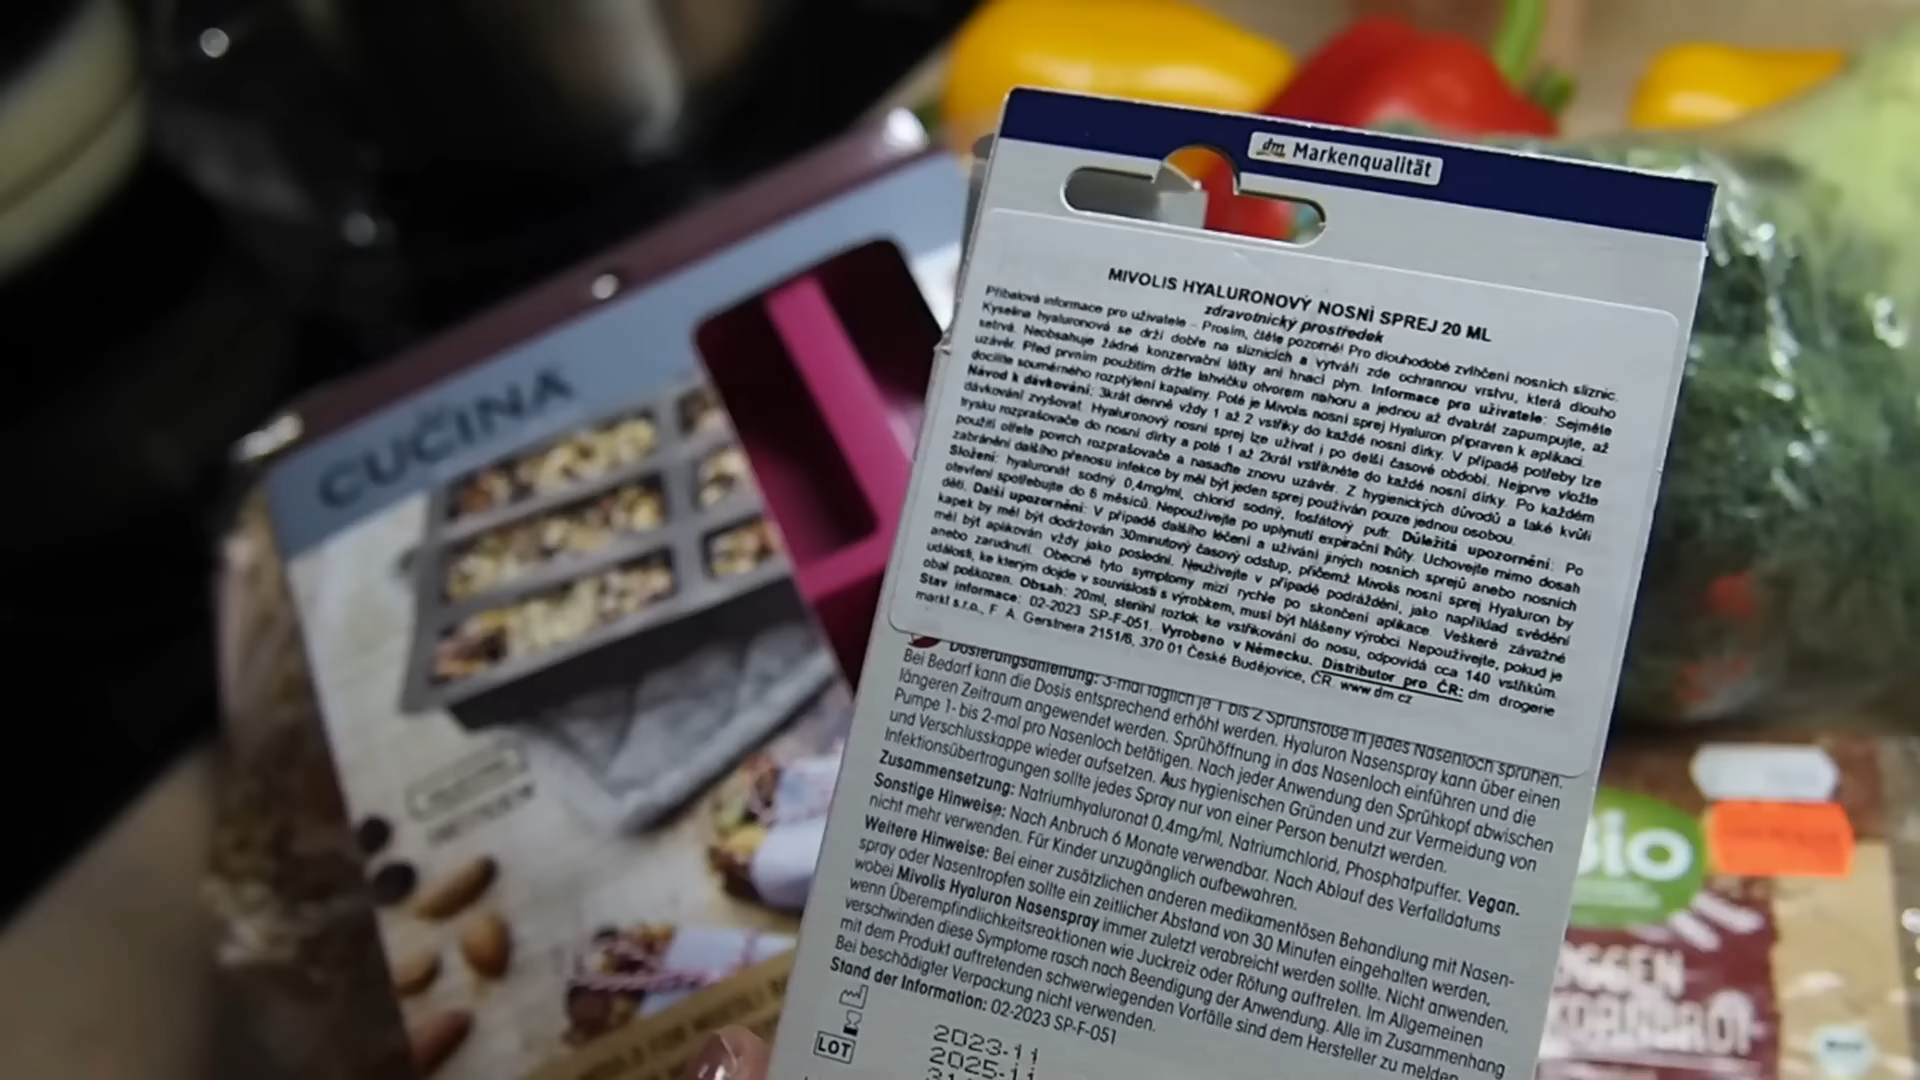 dm Markenqualität
MIVOLIS HYALURONOVÝ NOSNÍ SPREJ 20 ML
zdravotnický prostředek
Příbalová informace pro uživatele – Prosím, čtěte pozorně! Pro dlouhodobé zvlhčení nosních sliznic.
Kyselina hyaluronová se drží dobře na sliznicích a vytváří zde ochrannou vrstvu, která dlouho
setrvá. Neobsahuje žádné konzervační látky ani hnací plyn. Informace pro uživatele: Sejměte
uzávěr. Před prvním použitím držte lahvičku otvorem nahoru a jednou až dvakrát zapumpujte, až
docílíte souměrného rozptýlení kapaliny. Poté je Mivolis nosní sprej Hyaluron připraven k aplikaci.
Návod k dávkování: 3krát denně vždy 1 až 2 vstřiky do každé nosní dírky. V případě potřeby lze
dávkování zvyšovat. Hyaluronový nosní sprej lze užívat i po delší časové období. Nejprve vložte
trysku rozprašovače do nosní dírky a poté 1 až 2krát vstříkněte do každé nosní dírky. Po každém
použití otřete povrch rozprašovače a nasaďte znovu uzávěr. Z hygienických důvodů a také kvůli
zabránění dalšího přenosu infekce by měl být jeden sprej používán pouze jednou osobou.
Složení: hyaluronát sodný 0,4mg/ml, chlorid sodný, fosfátový pufr. Důležitá upozornění: Po
otevření spotřebujte do 6 měsíců. Nepoužívejte po uplynutí expirační lhůty. Uchovejte mimo dosah
dětí. Další upozornění: V případě dalšího léčení a užívání jiných nosních sprejů anebo nosních
kapek by měl být dodržován 30minutový časový odstup, přičemž Mivolis nosní sprej Hyaluron by
měl být aplikován vždy jako poslední. Neužívejte v případě podráždění, jako například svědění
anebo zarudnutí. Obecně tyto symptomy mizí rychle po skončení aplikace. Veškeré závažné
události, ke kterým dojde v souvislosti s výrobkem, musí být hlášeny výrobci. Nepoužívejte, pokud je
obal poškozen. Obsah: 20ml, sterilní roztok ke vstřikování do nosu, odpovídá cca 140 vstřikům.
Stav informace: 02-2023 SP-F-051. Vyrobeno v Německu. Distributor pro ČR: dm drogerie
markt s.r.o., F. A. Gerstnera 2151/6, 370 01 České Budějovice, ČR. www.dm.cz
Dosierungsanleitung: 3-mal täglich je 1 bis 2 Sprühstöße in jedes Nasenloch sprühen.
Bei Bedarf kann die Dosis entsprechend erhöht werden. Hyaluron Nasenspray kann über einen
längeren Zeitraum angewendet werden. Sprühöffnung in das Nasenloch einführen und die
Pumpe 1- bis 2-mal pro Nasenloch betätigen. Nach jeder Anwendung den Sprühkopf abwischen
und Verschlusskappe wieder aufsetzen. Aus hygienischen Gründen und zur Vermeidung von
Infektionsübertragungen sollte jedes Spray nur von einer Person benutzt werden.
Zusammensetzung: Natriumhyaluronat 0,4mg/ml, Natriumchlorid, Phosphatpuffer. Vegan.
Sonstige Hinweise: Nach Anbruch 6 Monate verwendbar. Nach Ablauf des Verfalldatums
nicht mehr verwenden. Für Kinder unzugänglich aufbewahren.
Weitere Hinweise: Bei einer zusätzlichen anderen medikamentösen Behandlung mit Nasen-
spray oder Nasentropfen sollte ein zeitlicher Abstand von 30 Minuten eingehalten werden,
wobei Mivolis Hyaluron Nasenspray immer zuletzt verabreicht werden sollte. Nicht anwenden,
wenn Überempfindlichkeitsreaktionen wie Juckreiz oder Rötung auftreten. Im Allgemeinen
verschwinden diese Symptome rasch nach Beendigung der Anwendung. Alle im Zusammenhang
mit dem Produkt auftretenden schwerwiegenden Vorfälle sind dem Hersteller zu melden.
Bei beschädigter Verpackung nicht verwenden.
Stand der Information: 02-2023 SP-F-051
2023-11
LOT
2025-11
CUČINA
Bio